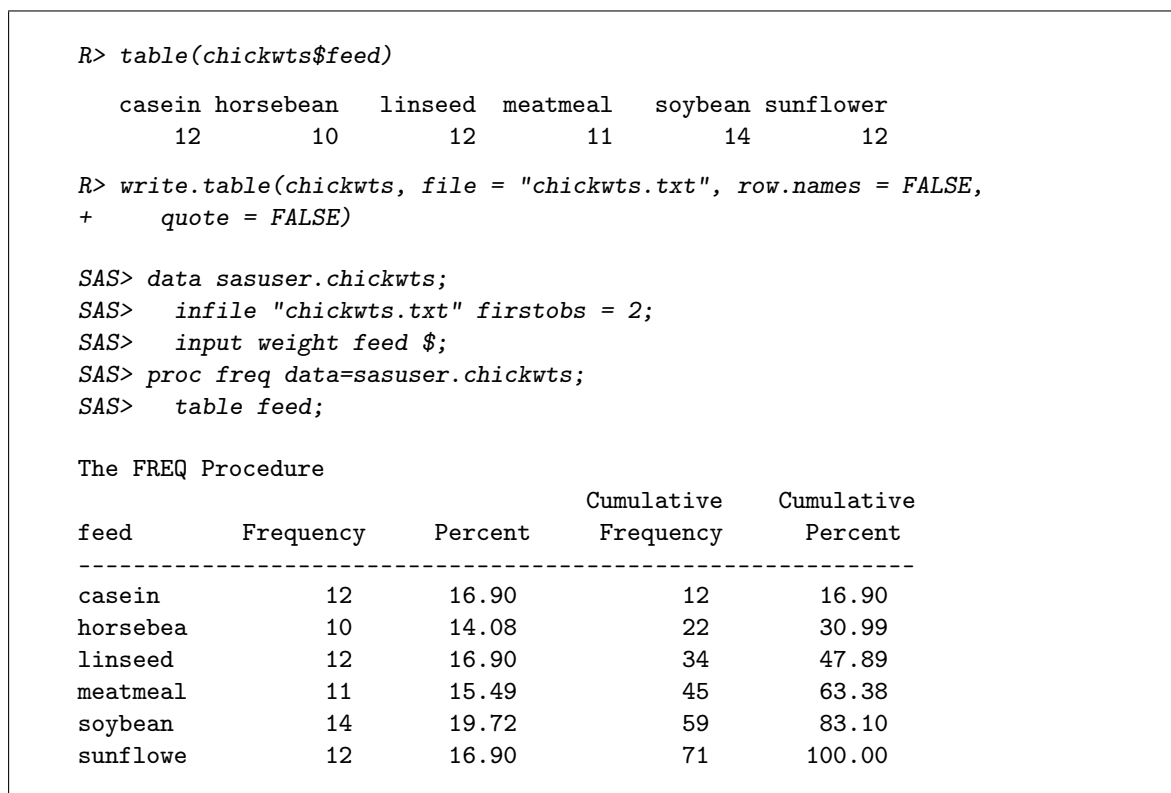 R> table(chickwts$feed)
casein horsebean linseed meatmeal soybean sunflower
12 10 12 11 14 12
R> write.table(chickwts, file = "chickwts.txt", row.names = FALSE,
+ quote = FALSE)
SAS> data sasuser.chickwts;
SAS> infile "chickwts.txt" firstobs = 2;
SAS> input weight feed $;
SAS> proc freq data=sasuser.chickwts;
SAS> table feed;
The FREQ Procedure
Cumulative Cumulative
feed Frequency Percent Frequency Percent
-------------------------------------------------------------
casein 12 16.90 12 16.90
horsebea 10 14.08 22 30.99
linseed 12 16.90 34 47.89
meatmeal 11 15.49 45 63.38
soybean 14 19.72 59 83.10
sunflowe 12 16.90 71 100.00